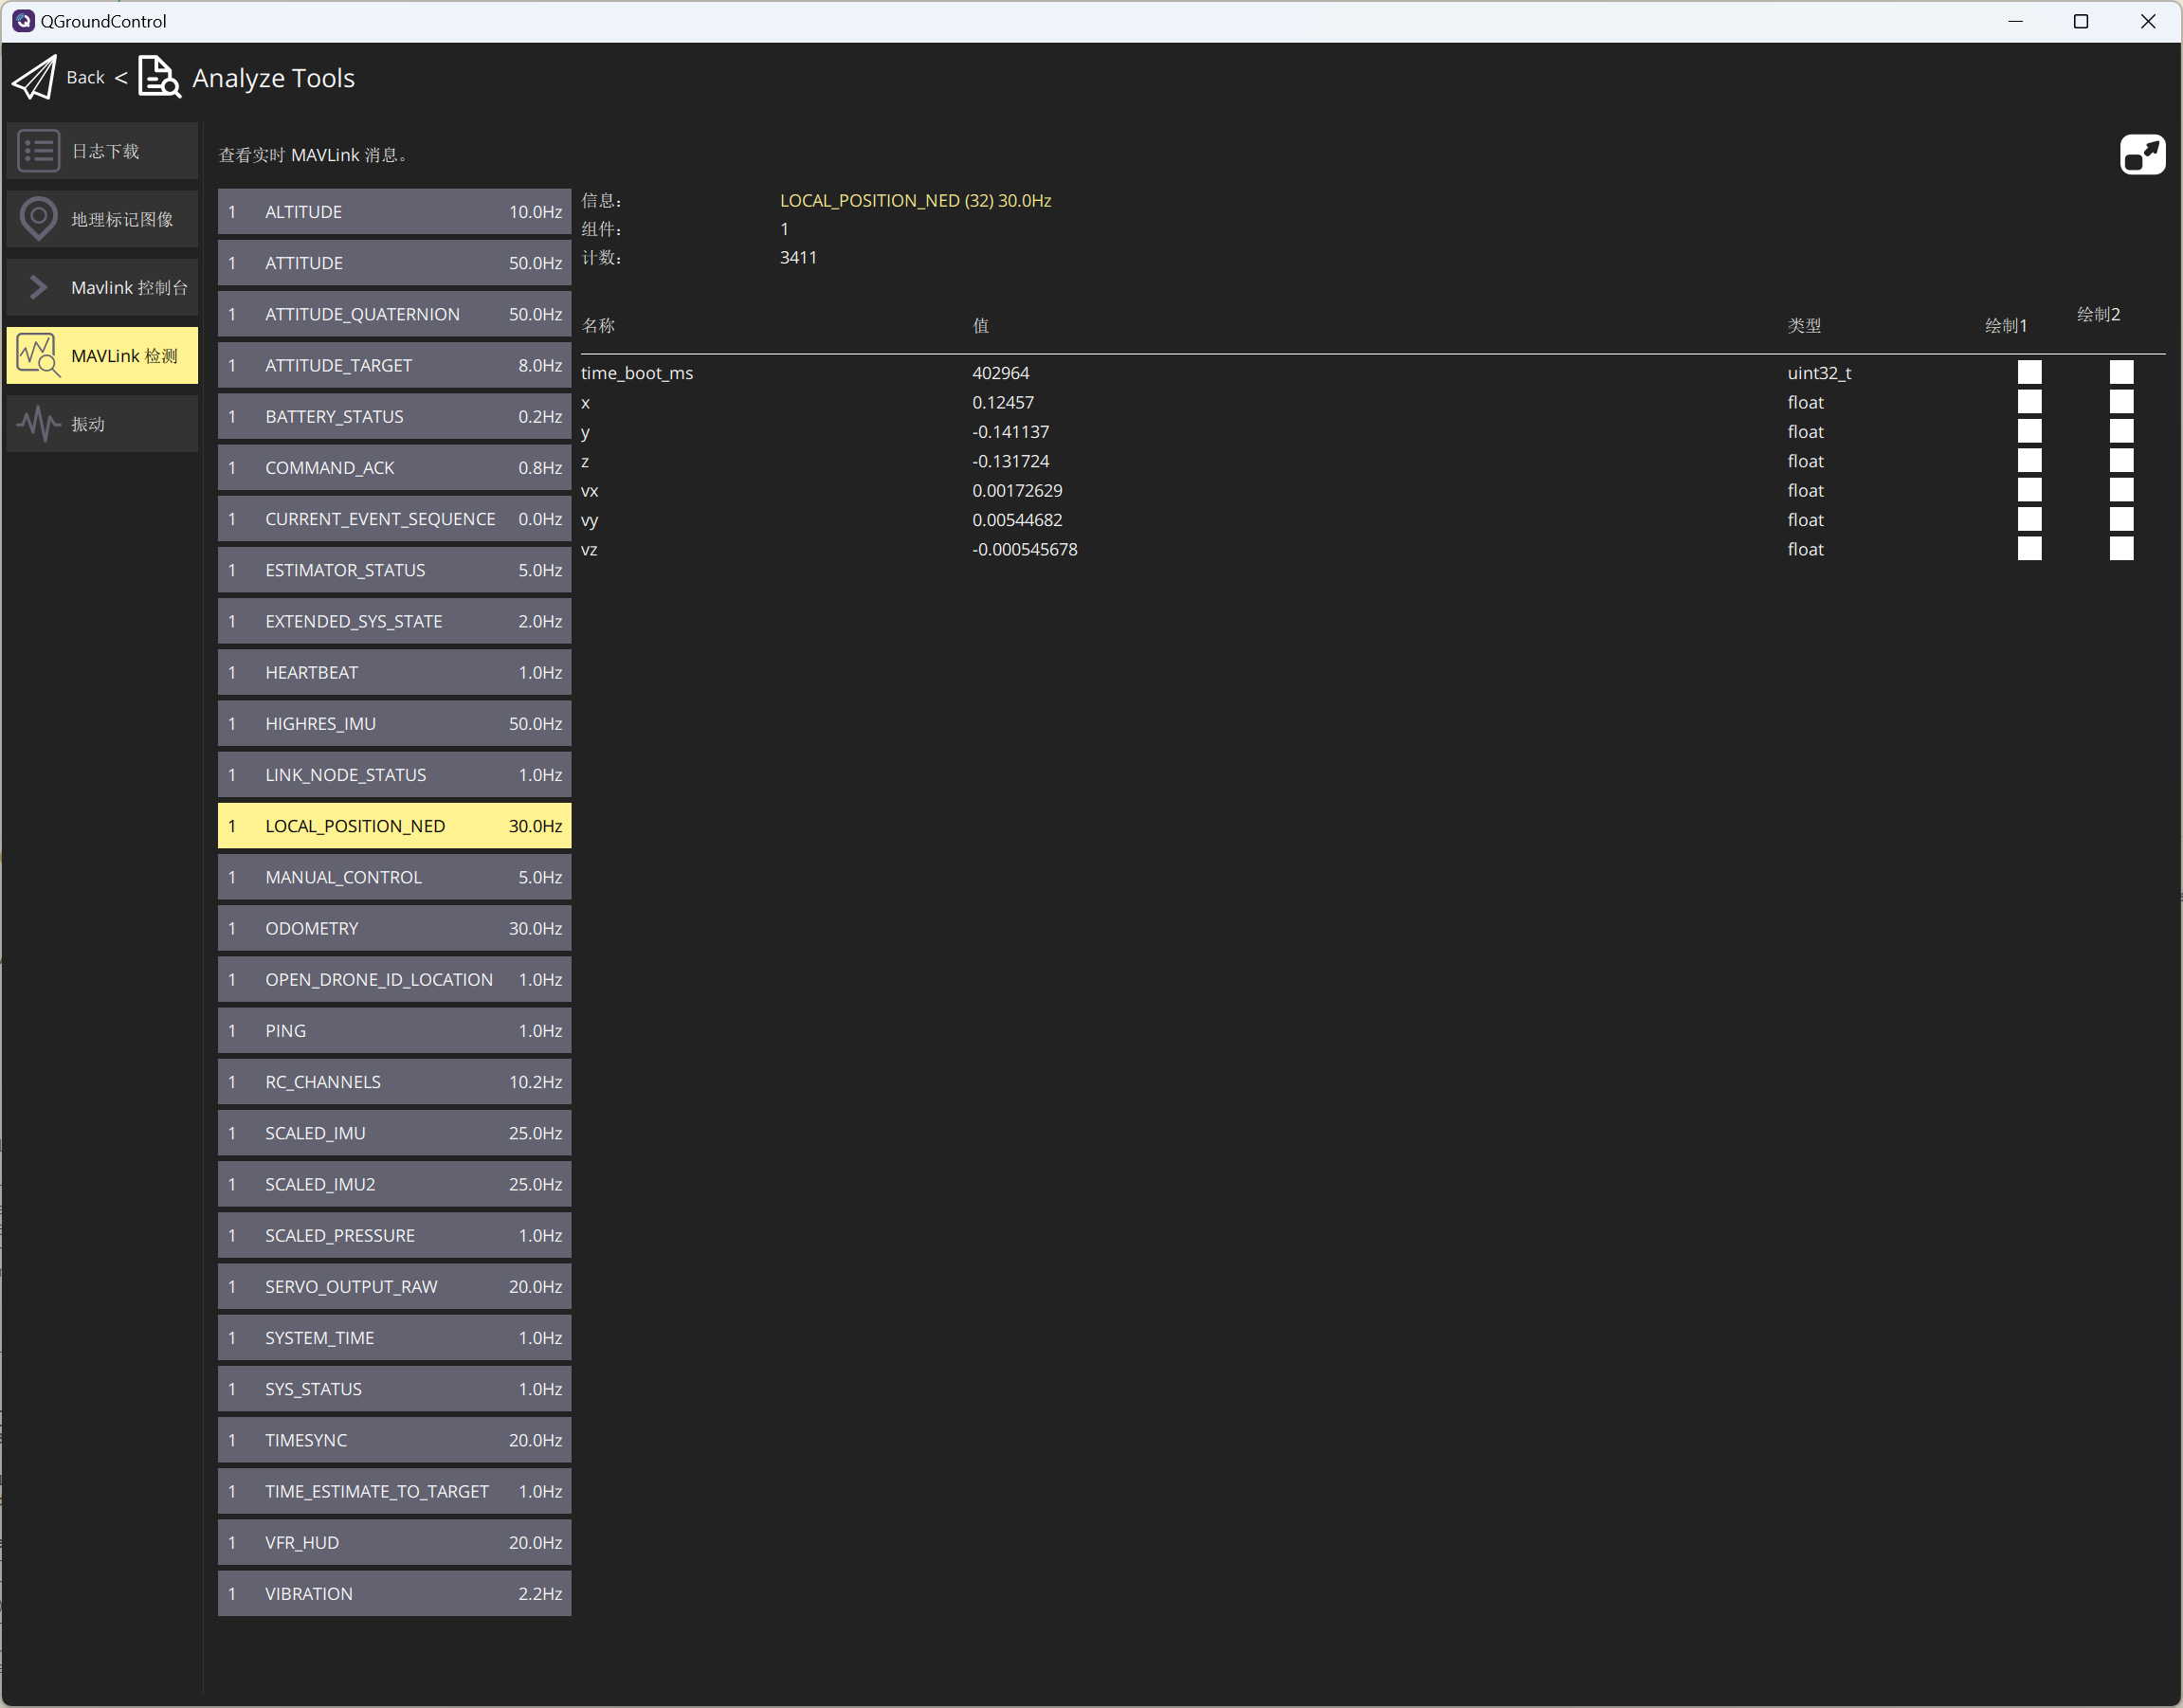 QGroundControl
Back < Analyze Tools
日志下载
地理标记图像
Mavlink 控制台
MAVLink 检测
振动
查看实时 MAVLink 消息。
1 ALTITUDE 10.0Hz
1 ATTITUDE 50.0Hz
1 ATTITUDE_QUATERNION 50.0Hz
1 ATTITUDE_TARGET 8.0Hz
1 BATTERY_STATUS 0.2Hz
1 COMMAND_ACK 0.8Hz
1 CURRENT_EVENT_SEQUENCE 0.0Hz
1 ESTIMATOR_STATUS 5.0Hz
1 EXTENDED_SYS_STATE 2.0Hz
1 HEARTBEAT 1.0Hz
1 HIGHRES_IMU 50.0Hz
1 LINK_NODE_STATUS 1.0Hz
1 LOCAL_POSITION_NED 30.0Hz
1 MANUAL_CONTROL 5.0Hz
1 ODOMETRY 30.0Hz
1 OPEN_DRONE_ID_LOCATION 1.0Hz
1 PING 1.0Hz
1 RC_CHANNELS 10.2Hz
1 SCALED_IMU 25.0Hz
1 SCALED_IMU2 25.0Hz
1 SCALED_PRESSURE 1.0Hz
1 SERVO_OUTPUT_RAW 20.0Hz
1 SYSTEM_TIME 1.0Hz
1 SYS_STATUS 1.0Hz
1 TIMESYNC 20.0Hz
1 TIME_ESTIMATE_TO_TARGET 1.0Hz
1 VFR_HUD 20.0Hz
1 VIBRATION 2.2Hz
信息： LOCAL_POSITION_NED (32) 30.0Hz
组件： 1
计数： 3411
名称 值 类型 绘制1 绘制2
time_boot_ms 402964 uint32_t
x 0.12457 float
y -0.141137 float
z -0.131724 float
vx 0.00172629 float
vy 0.00544682 float
vz -0.000545678 float